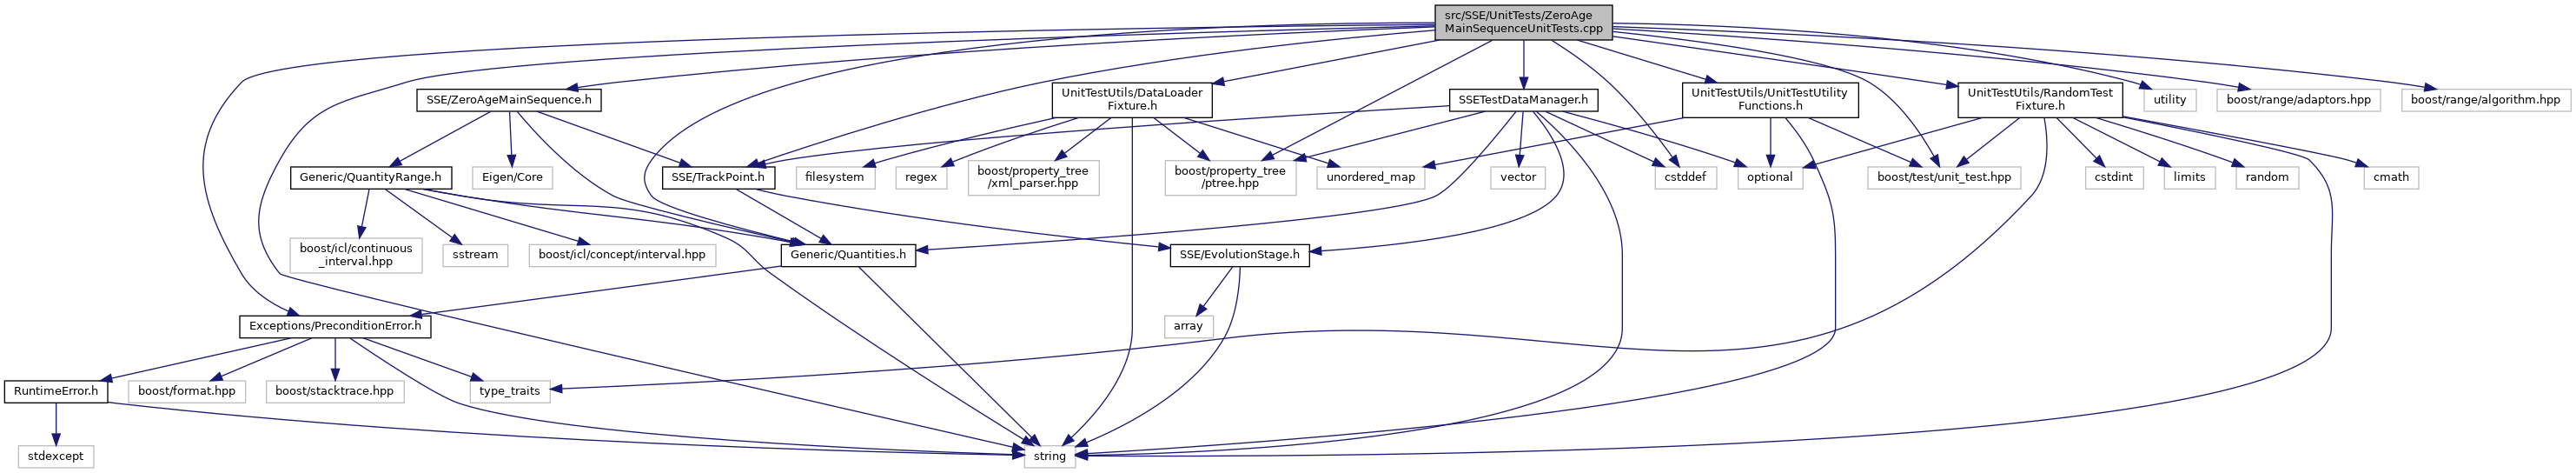 src/SSE/UnitTests/ZeroAge
MainSequenceUnitTests.cpp
SSE/ZeroAgeMainSequence.h
UnitTestUtils/DataLoader
Fixture.h
SSETestDataManager.h
UnitTestUtils/UnitTestUtility
Functions.h
UnitTestUtils/RandomTest
Fixture.h
utility
boost/range/adaptors.hpp
boost/range/algorithm.hpp
Generic/QuantityRange.h
Eigen/Core
SSE/TrackPoint.h
filesystem
regex
boost/property_tree
/xml_parser.hpp
boost/property_tree
/ptree.hpp
unordered_map
vector
cstddef
optional
boost/test/unit_test.hpp
cstdint
limits
random
cmath
boost/icl/continuous
_interval.hpp
sstream
boost/icl/concept/interval.hpp
Generic/Quantities.h
SSE/EvolutionStage.h
Exceptions/PreconditionError.h
array
RuntimeError.h
boost/format.hpp
boost/stacktrace.hpp
type_traits
stdexcept
string